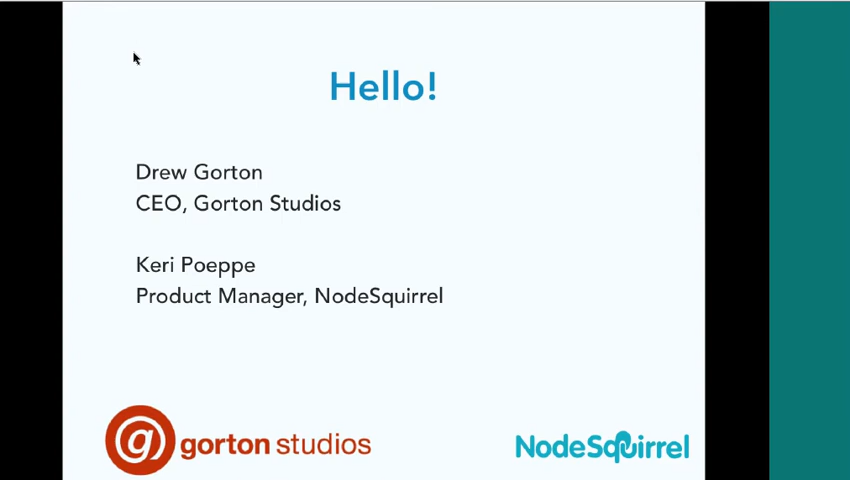 Hello!
Drew Gorton
CEO, Gorton Studios
Keri Poeppe
Product Manager, NodeSquirrel
g gorton studios
NodeSquirrel